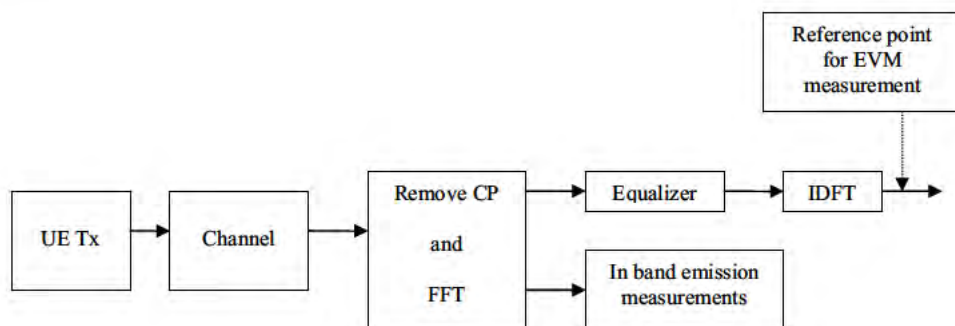 Reference point
for EVM
measurement
UE Tx
Channel
Remove CP
and
FFT
Equalizer
IDFT
In band emission
measurements